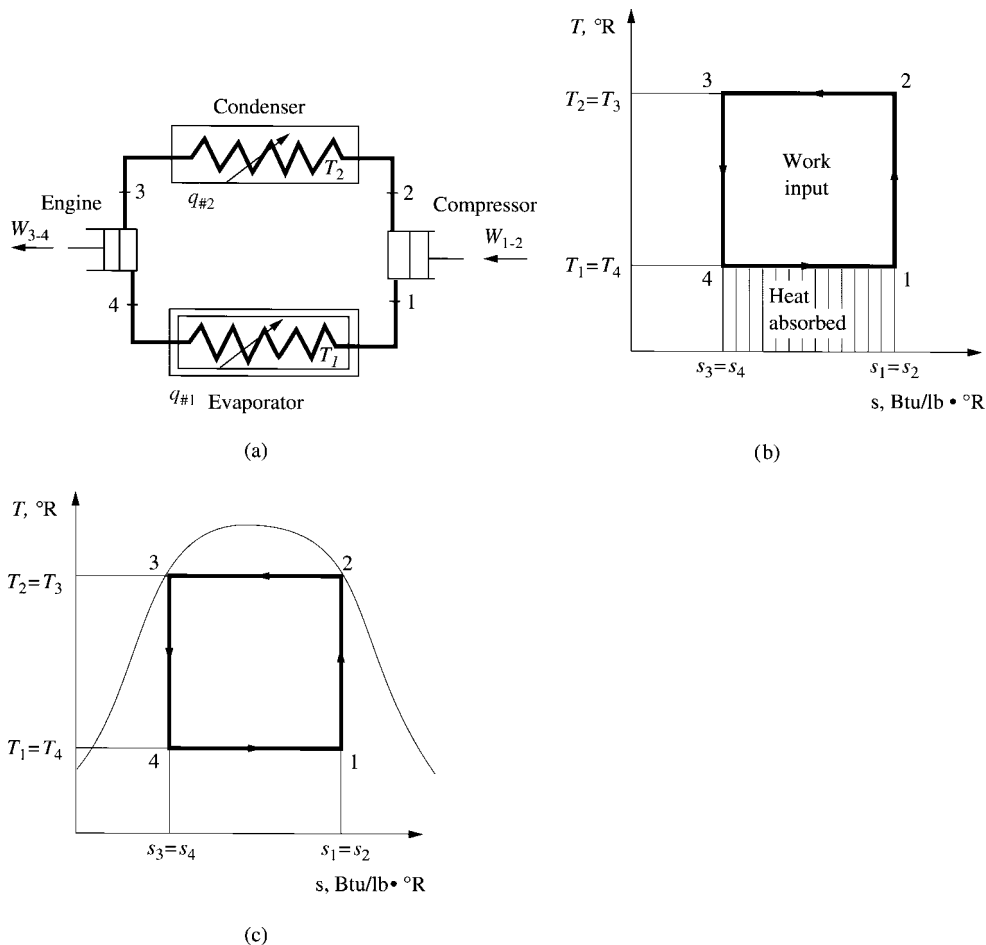 Condenser
T₂
q#2
3
2
Engine
Compressor
W₃₋₄
W₁₋₂
4
1
T₁
q#1 Evaporator
(a)
T, °R
3
2
T₂=T₃
Work
input
T₁=T₄
4
1
Heat
absorbed
s₃=s₄
s₁=s₂
s, Btu/lb • °R
(b)
T, °R
3
2
T₂=T₃
T₁=T₄
4
1
s₃=s₄
s₁=s₂
s, Btu/lb• °R
(c)